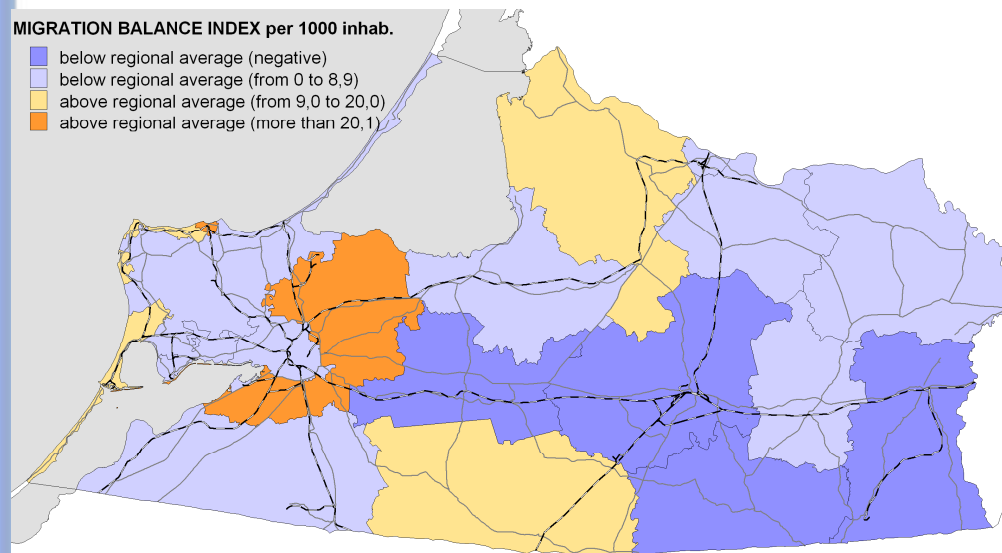 MIGRATION BALANCE INDEX per 1000 inhab.
below regional average (negative)
below regional average (from 0 to 8,9)
above regional average (from 9,0 to 20,0)
above regional average (more than 20,1)